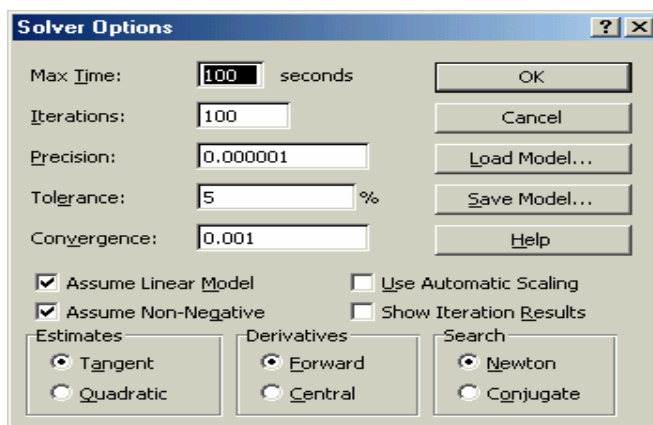 Solver Options
Max Time: 100 seconds OK
Iterations: 100 Cancel
Precision: 0.000001 Load Model...
Tolerance: 5 % Save Model...
Convergence: 0.001 Help
Assume Linear Model Use Automatic Scaling
Assume Non-Negative Show Iteration Results
Estimates Derivatives Search
Tangent Forward Newton
Quadratic Central Conjugate